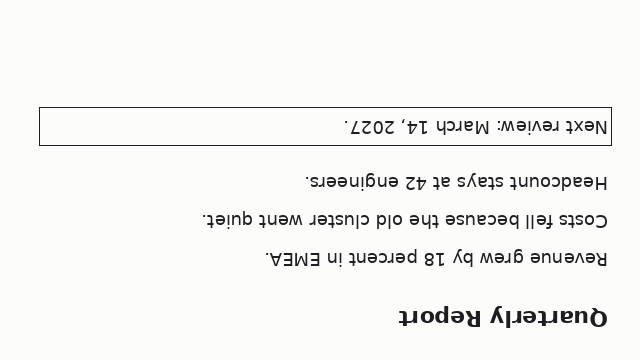 Quarterly Report
Revenue grew by 18 percent in EMEA.
Costs fell because the old cluster went quiet.
Headcount stays at 42 engineers.
Next review: March 14, 2027.